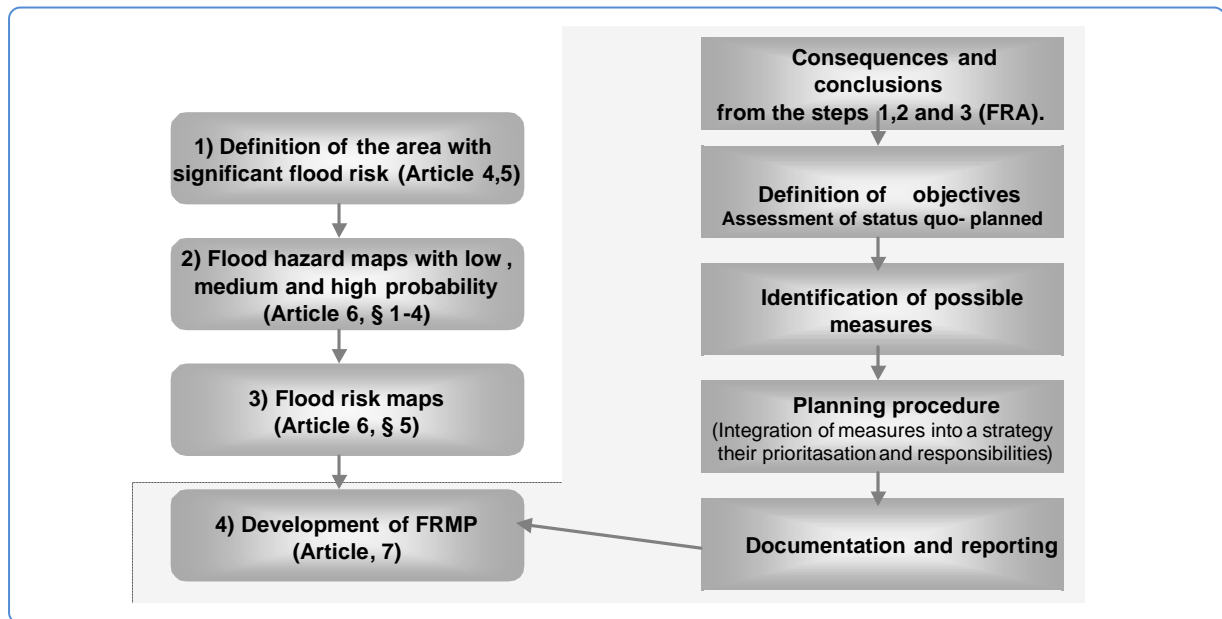 1) Definition of the area with
significant flood risk (Article 4,5)
2) Flood hazard maps with low ,
medium and high probability
(Article 6, § 1-4)
3) Flood risk maps
(Article 6, § 5)
4) Development of FRMP
(Article, 7)
Consequences and
conclusions
from the steps 1,2 and 3 (FRA).
Definition of objectives
Assessment of status quo- planned
Identification of possible
measures
Planning procedure
(Integration of measures into a strategy
their prioritasation and responsibilities)
Documentation and reporting